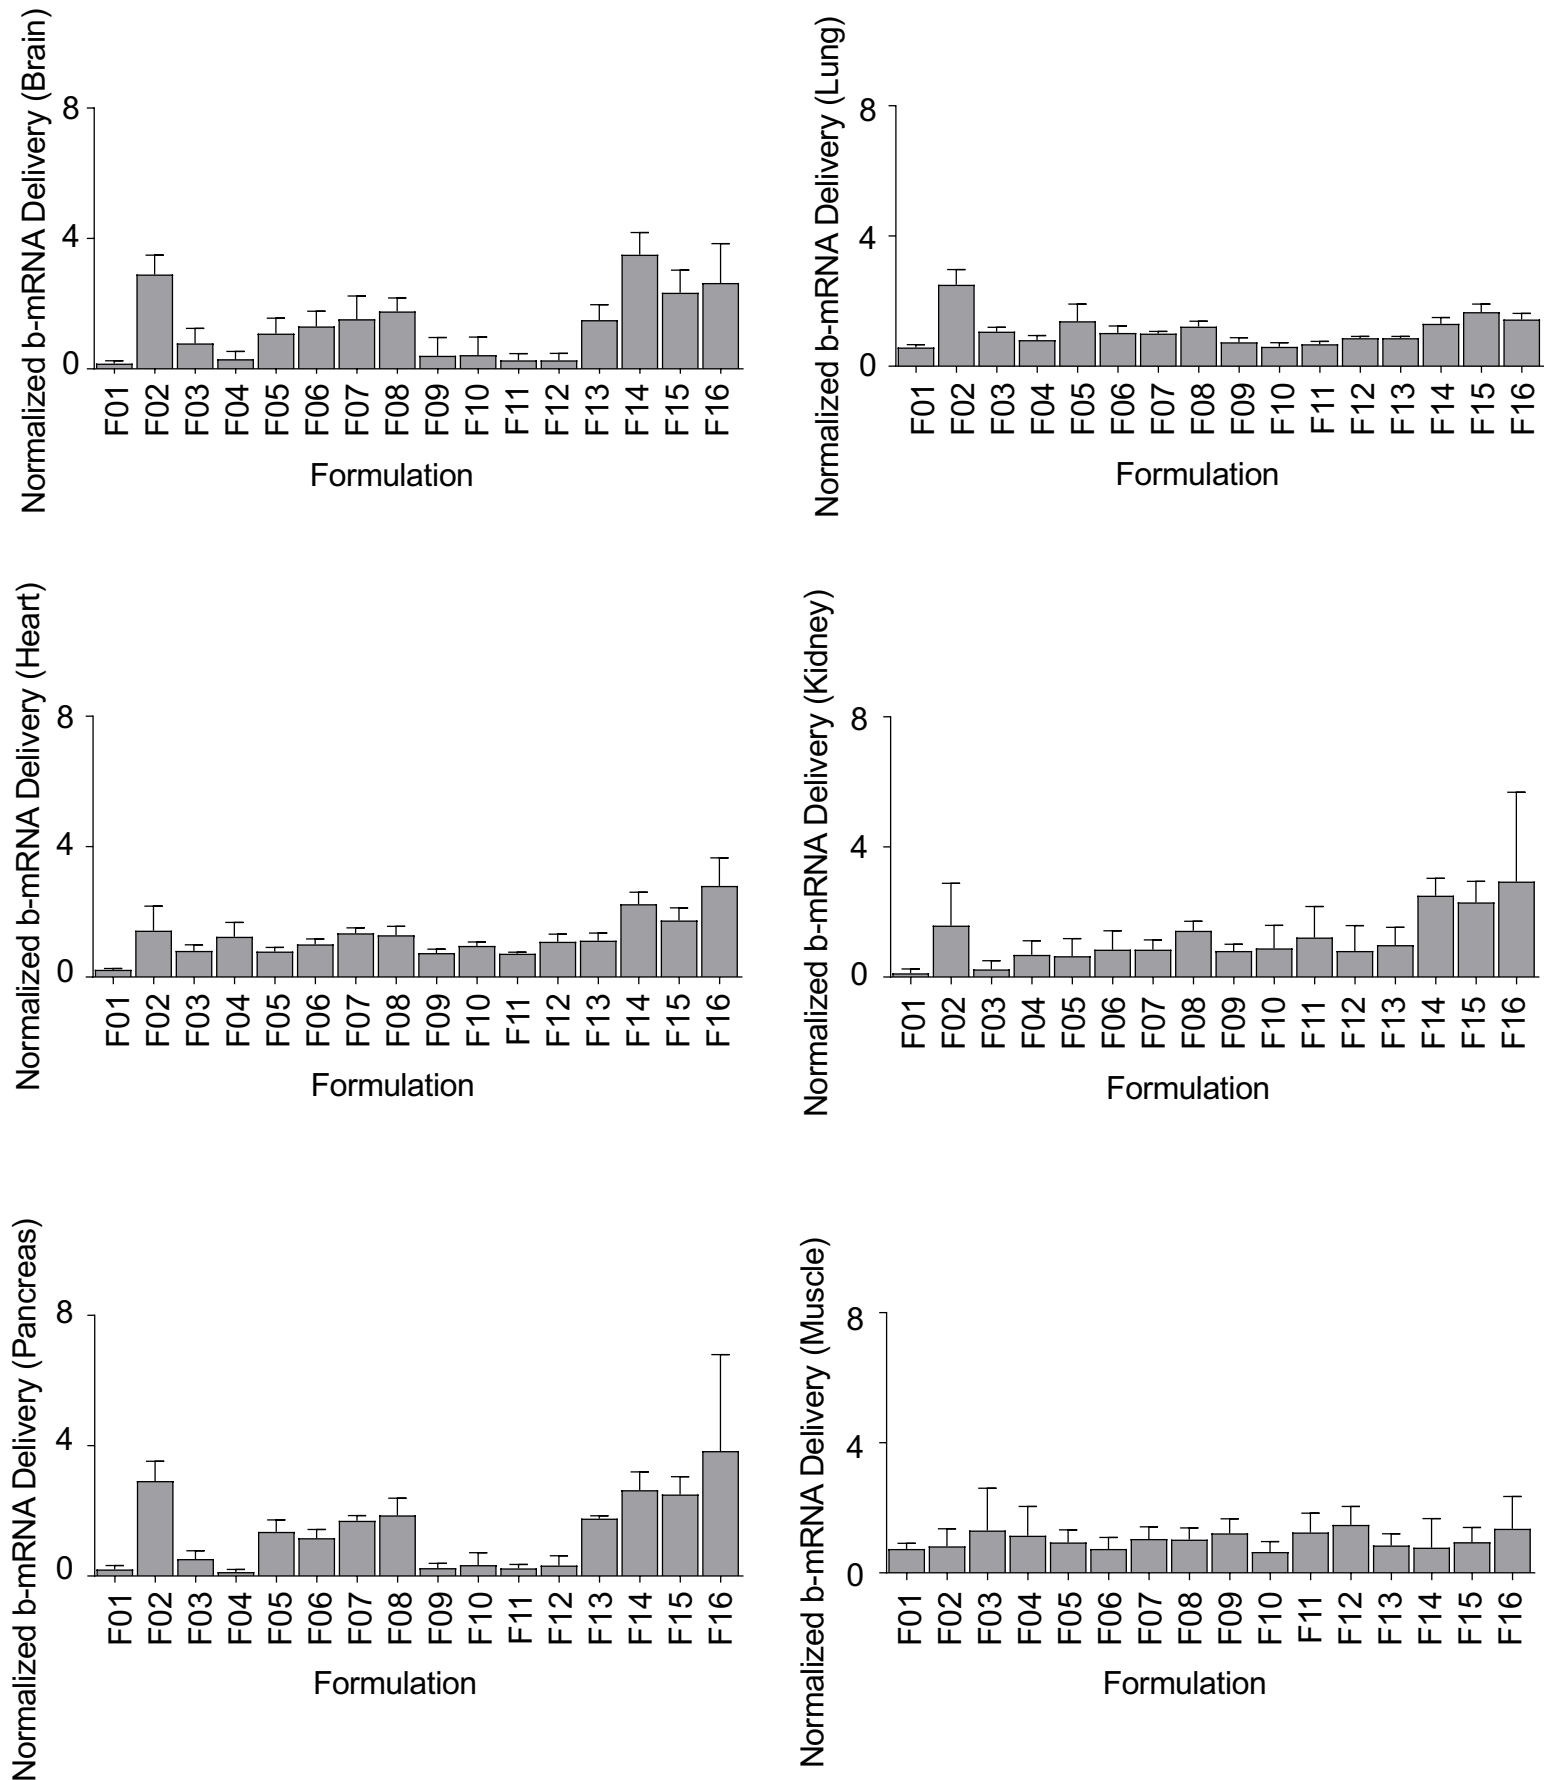 Normalized b-mRNA Delivery (Brain)
8
4
0
F01 F02 F03 F04 F05 F06 F07 F08 F09 F10 F11 F12 F13 F14 F15 F16
Formulation
Normalized b-mRNA Delivery (Lung)
8
4
0
F01 F02 F03 F04 F05 F06 F07 F08 F09 F10 F11 F12 F13 F14 F15 F16
Formulation
Normalized b-mRNA Delivery (Heart)
8
4
0
F01 F02 F03 F04 F05 F06 F07 F08 F09 F10 F11 F12 F13 F14 F15 F16
Formulation
Normalized b-mRNA Delivery (Kidney)
8
4
0
F01 F02 F03 F04 F05 F06 F07 F08 F09 F10 F11 F12 F13 F14 F15 F16
Formulation
Normalized b-mRNA Delivery (Pancreas)
8
4
0
F01 F02 F03 F04 F05 F06 F07 F08 F09 F10 F11 F12 F13 F14 F15 F16
Formulation
Normalized b-mRNA Delivery (Muscle)
8
4
0
F01 F02 F03 F04 F05 F06 F07 F08 F09 F10 F11 F12 F13 F14 F15 F16
Formulation